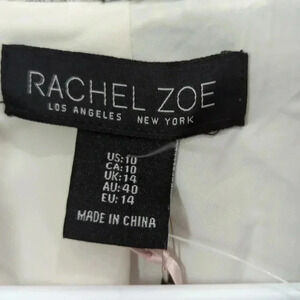 RACHEL ZOE
LOS ANGELES NEW YORK
US:10
CA:10
UK:14
AU:40
EU:14
MADE IN CHINA